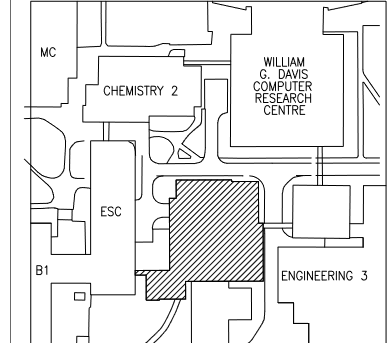 MC
WILLIAM
G. DAVIS
COMPUTER
RESEARCH
CENTRE
CHEMISTRY 2
ESC
B1
ENGINEERING 3